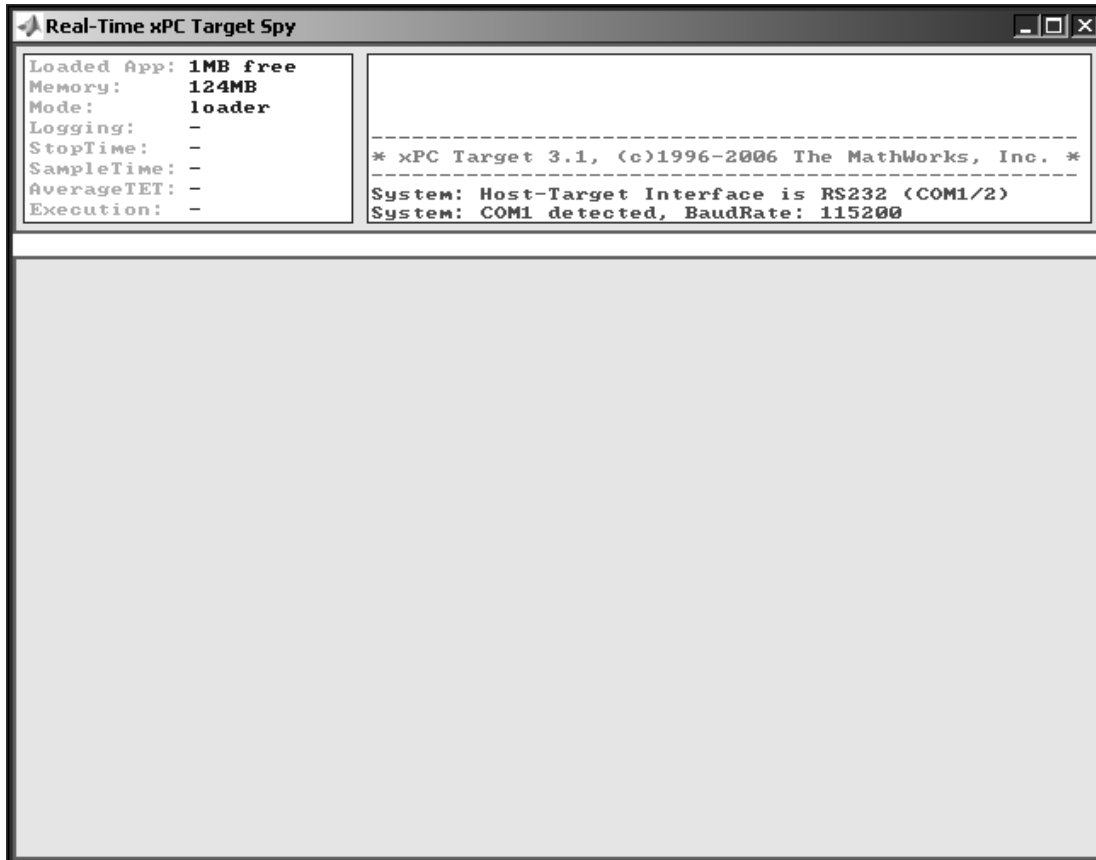 Real-Time xPC Target Spy
Loaded App: 1MB free
Memory: 124MB
Mode: loader
Logging: -
StopTime: -
SampleTime: -
AverageTET: -
Execution: -
------------------------------------------------------
* xPC Target 3.1, (c)1996-2006 The MathWorks, Inc. *
------------------------------------------------------
System: Host-Target Interface is RS232 (COM1/2)
System: COM1 detected, BaudRate: 115200